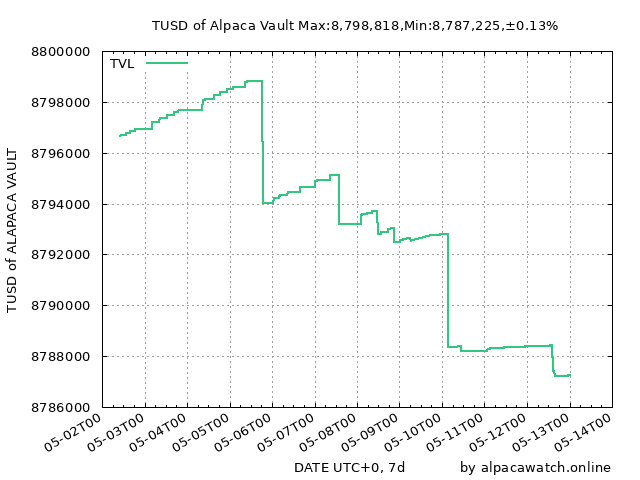 TUSD of Alpaca Vault Max:8,798,818,Min:8,787,225,±0.13%
TVL
8800000
8798000
8796000
8794000
8792000
8790000
8788000
8786000
TUSD of ALAPACA VAULT
05-02T00
05-03T00
05-04T00
05-05T00
05-06T00
05-07T00
05-08T00
05-09T00
05-10T00
05-11T00
05-12T00
05-13T00
05-14T00
DATE UTC+0, 7d
by alpacawatch.online